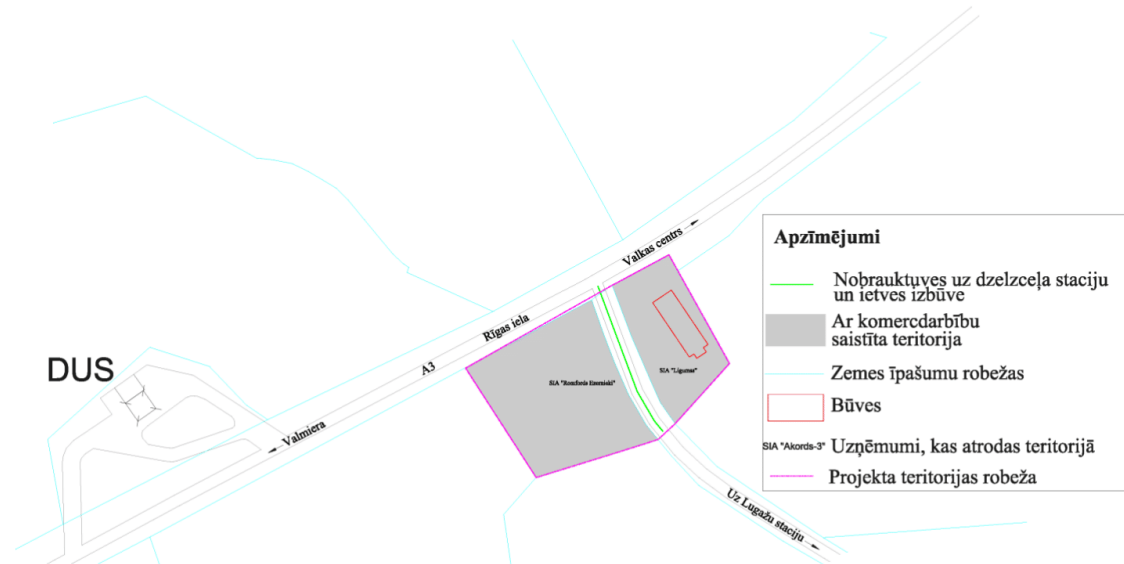 Valkas centrs
Rīgas iela
A3
Valmiera
DUS
SIA "Ligumas"
Uz Lugažu staciju
Apzīmējumi
Nobrauktuves uz dzelzceļa staciju
un ietves izbūve
Ar komercdarbību
saistīta teritorija
Zemes īpašumu robežas
Būves
SIA "Akords-3" Uzņēmumi, kas atrodas teritorijā
Projekta teritorijas robeža